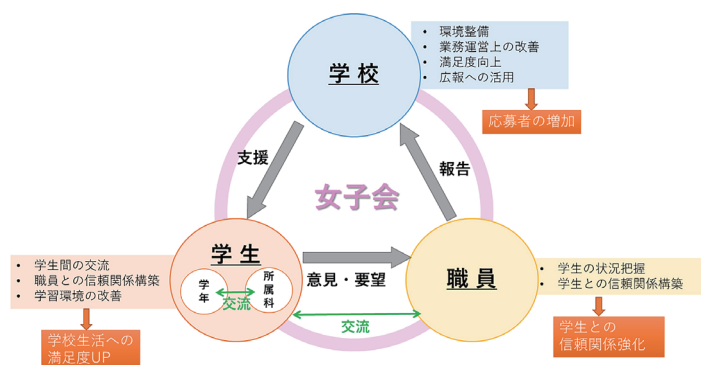 学校
• 環境整備
• 業務運営上の改善
• 満足度向上
• 広報への活用
応募者の増加
支援
報告
女子会
学生
学年
所属科
交流
意見・要望
職員
交流
• 学生間の交流
• 職員との信頼関係構築
• 学習環境の改善
学校生活への
満足度UP
• 学生の状況把握
• 学生との信頼関係構築
学生との
信頼関係強化